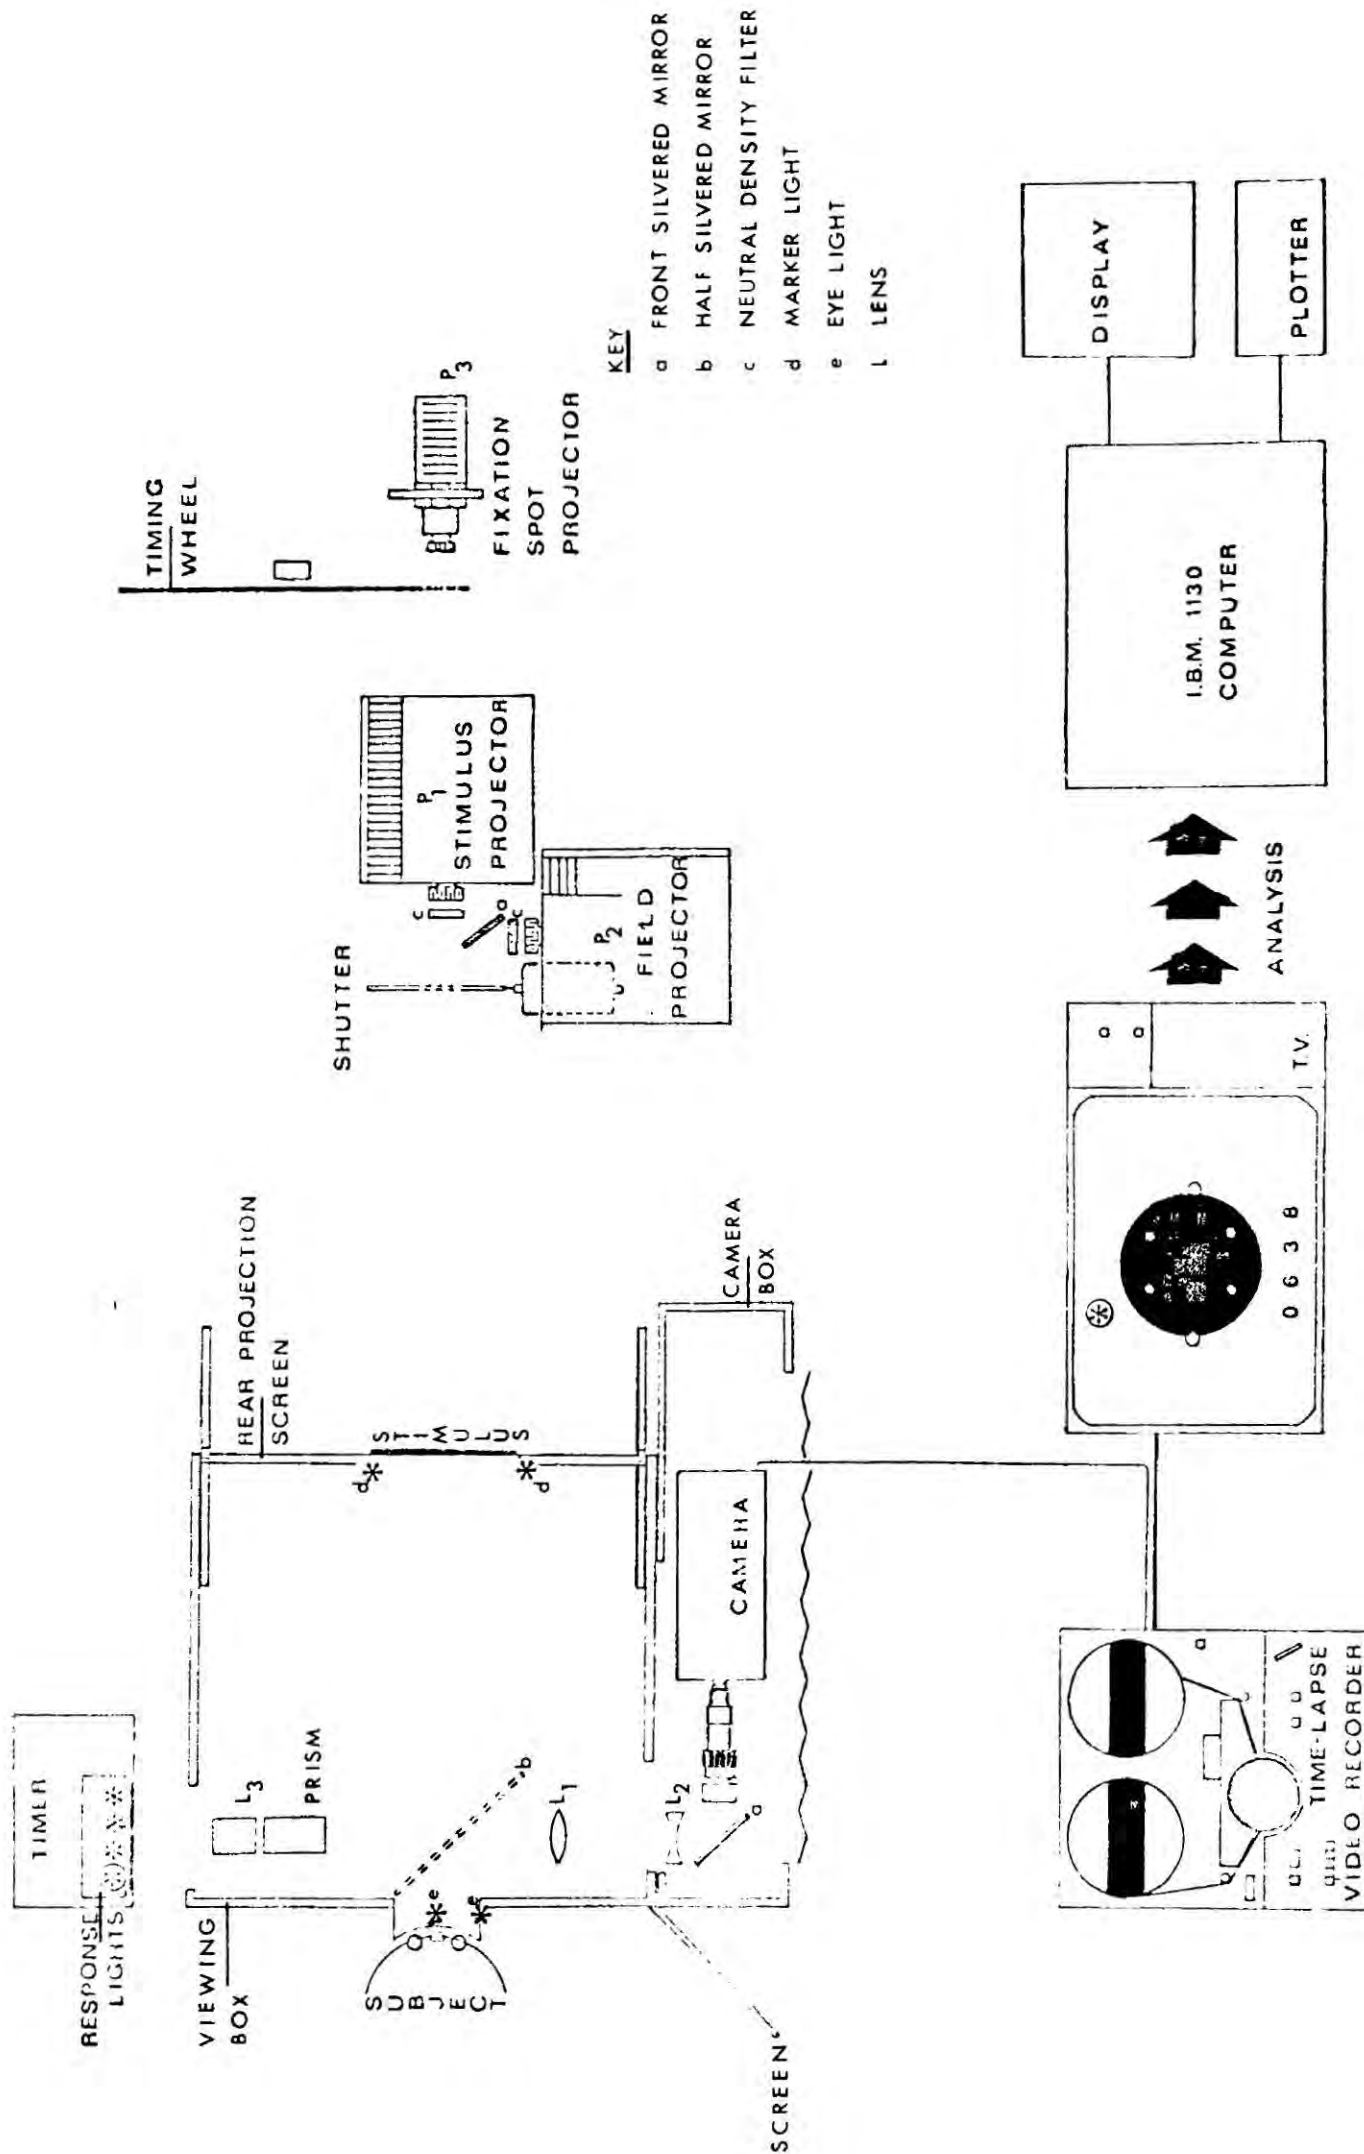 TIMER
RESPONSE
LIGHTS
VIEWING
BOX
L3
PRISM
SUBJECT
e
e
b
L1
L2
a
SCREEN
REAR PROJECTION
SCREEN
d
STIMULUS
d
CAMERA
CAMERA
BOX
SHUTTER
c
a
c
P1
STIMULUS
PROJECTOR
P2
FIELD
PROJECTOR
TIMING
WHEEL
P3
FIXATION
SPOT
PROJECTOR
KEY
a FRONT SILVERED MIRROR
b HALF SILVERED MIRROR
c NEUTRAL DENSITY FILTER
d MARKER LIGHT
e EYE LIGHT
L LENS
TIME-LAPSE
VIDEO RECORDER
0 6 3 8
T.V.
ANALYSIS
I.B.M. 1130
COMPUTER
DISPLAY
PLOTTER